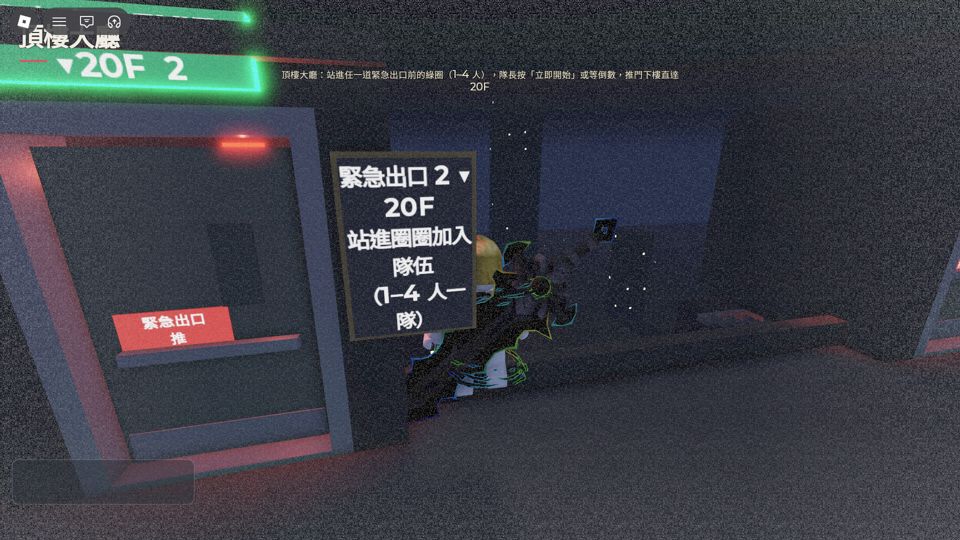 頂樓大廳
▼20F 2
頂樓大廳：站進任一道緊急出口前的綠圈（1–4 人），隊長按「立即開始」或等倒數，推門下樓直達
20F
緊急出口 2 ▼
20F
站進圈圈加入
隊伍
（1–4 人一
隊）
緊急出口
推